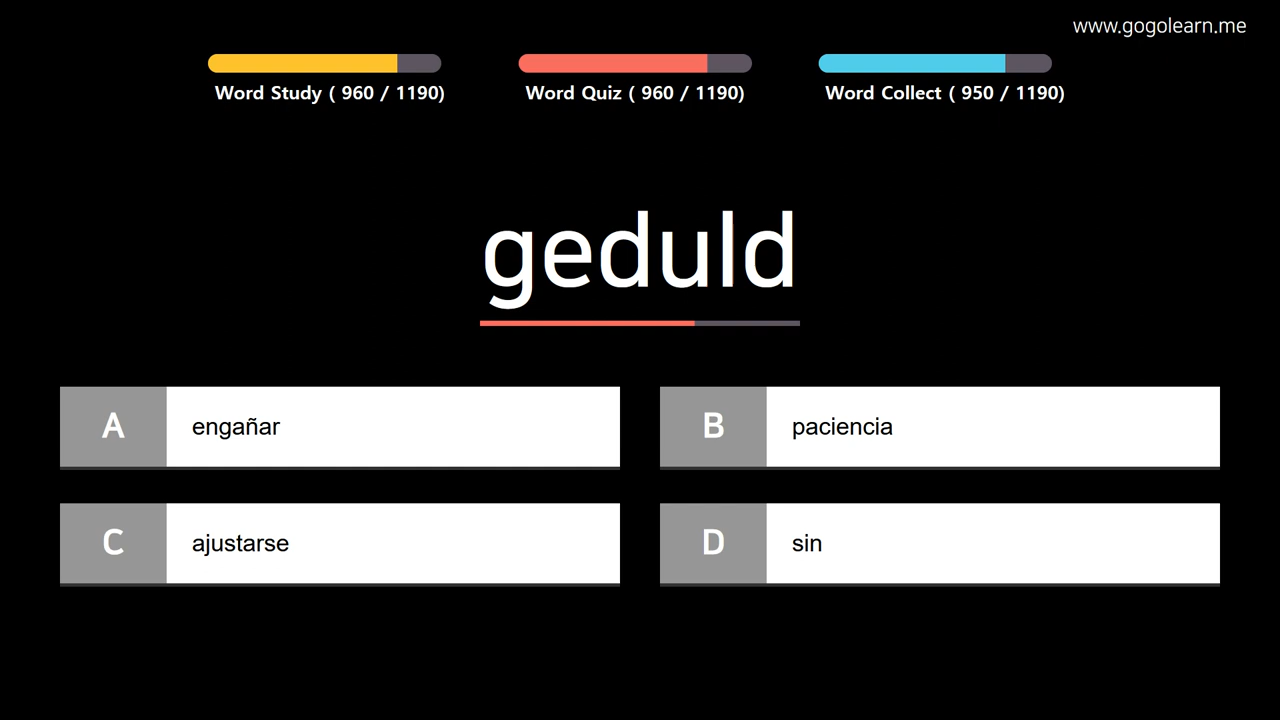 www.gogolearn.me
Word Study ( 960 / 1190)
Word Quiz ( 960 / 1190)
Word Collect ( 950 / 1190)
geduld
A engañar
B paciencia
C ajustarse
D sin